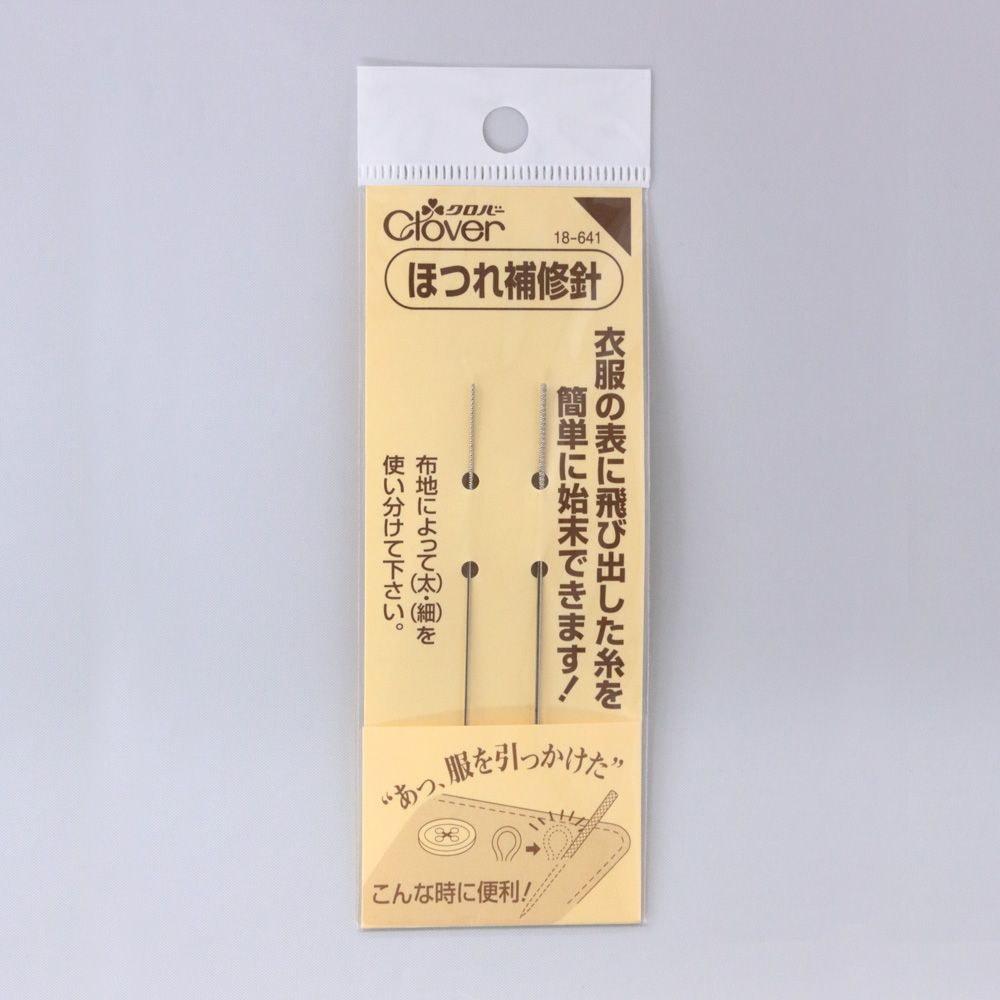 クロバー
Clover
18-641
ほつれ補修針
衣服の表に飛び出した糸を
簡単に始末できます!
布地によって(太)・(細)を
使い分けて下さい。
“あっ、服を引っかけた”
こんな時に便利!